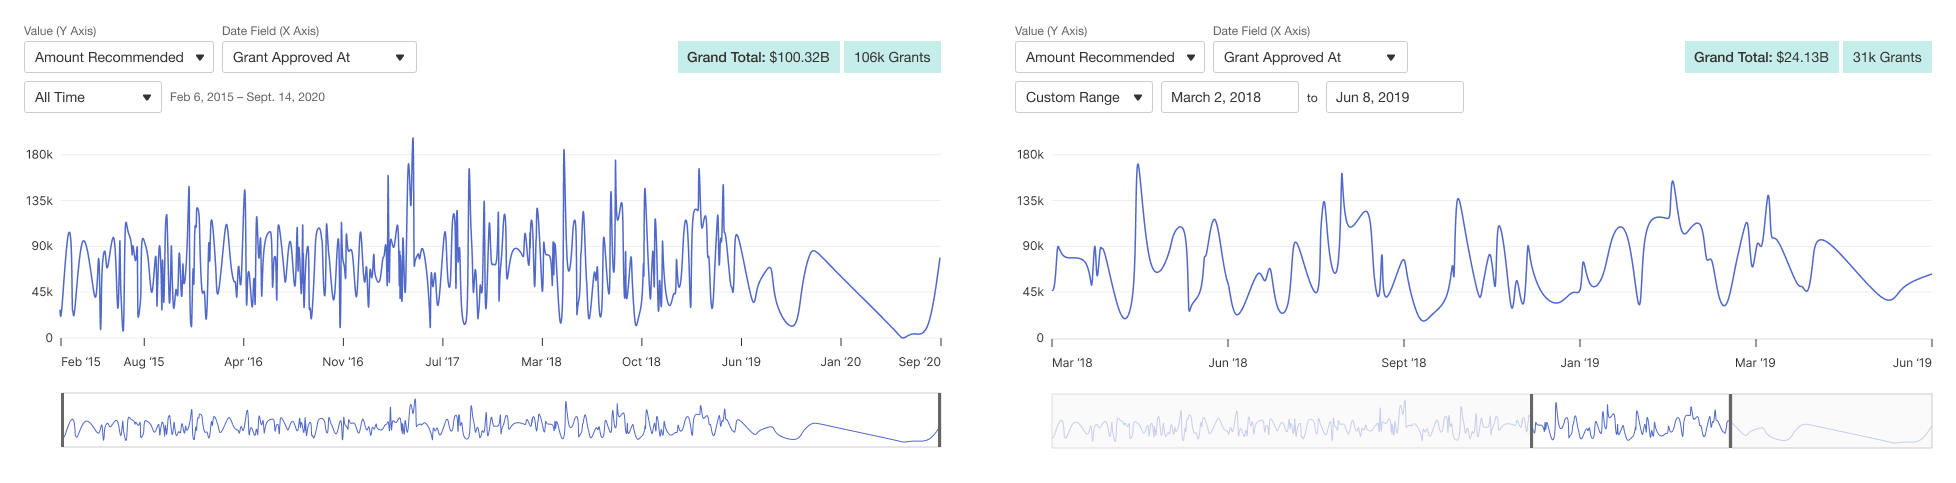 Value (Y Axis) Date Field (X Axis)
Amount Recommended Grant Approved At Grand Total: $100.32B 106k Grants
All Time Feb 6, 2015 – Sept. 14, 2020
180k
135k
90k
45k
0
Feb ‘15 Aug ‘15 Apr ‘16 Nov ‘16 Jul ‘17 Mar ‘18 Oct ‘18 Jun ‘19 Jan ‘20 Sep ‘20
Value (Y Axis) Date Field (X Axis)
Amount Recommended Grant Approved At Grand Total: $24.13B 31k Grants
Custom Range March 2, 2018 to Jun 8, 2019
180k
135k
90k
45k
0
Mar ‘18 Jun ‘18 Sept ‘18 Jan ‘19 Mar ‘19 Jun ‘19